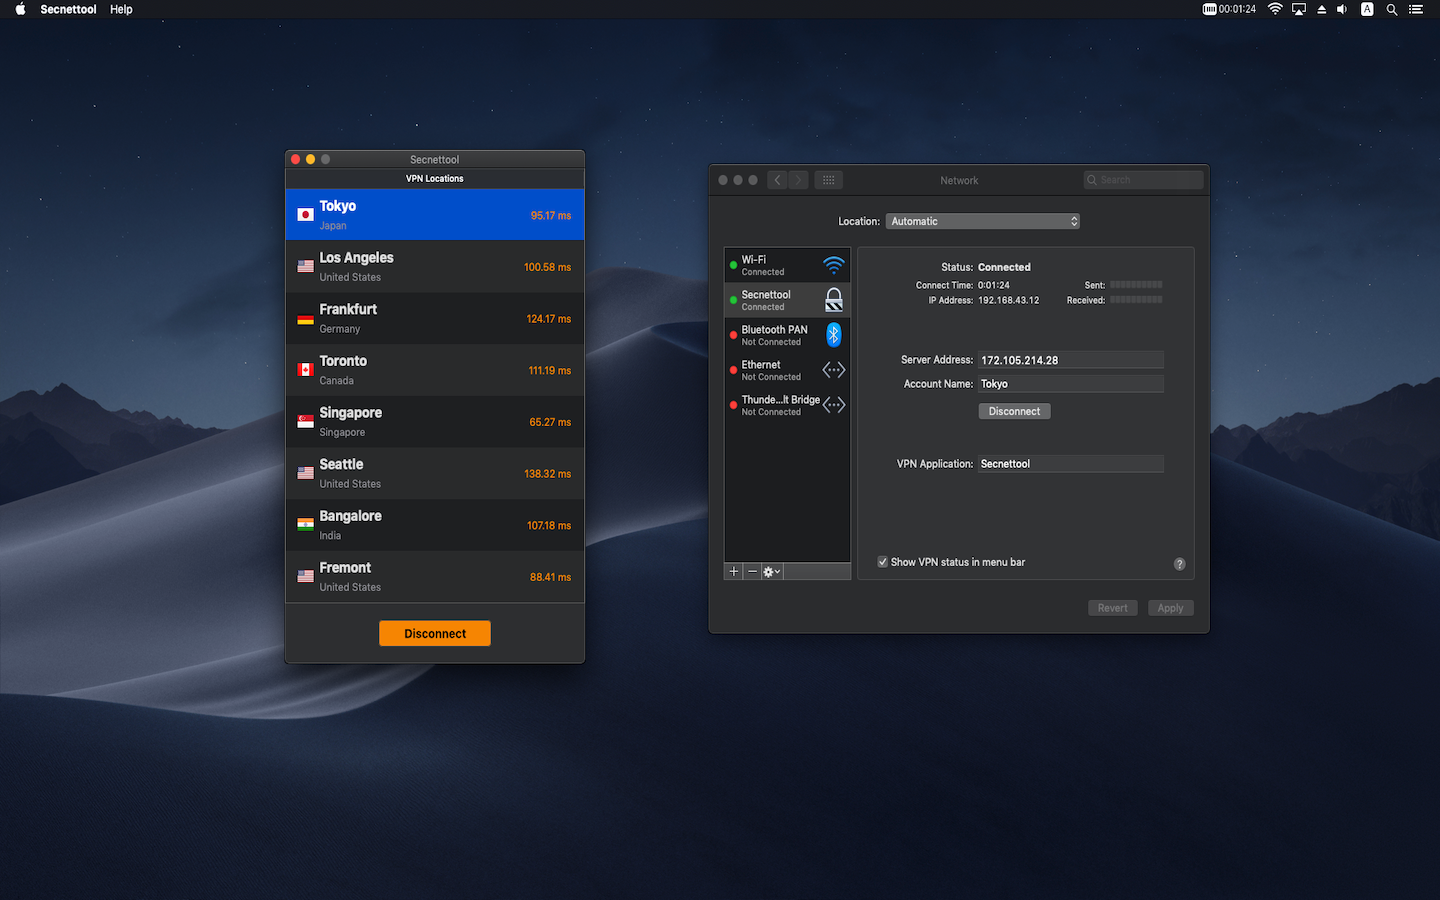 Secnettool Help
00:01:24
A
Secnettool
VPN Locations
Tokyo
Japan
95.17 ms
Los Angeles
United States
100.58 ms
Frankfurt
Germany
124.17 ms
Toronto
Canada
111.19 ms
Singapore
Singapore
65.27 ms
Seattle
United States
138.32 ms
Bangalore
India
107.18 ms
Fremont
United States
88.41 ms
Disconnect
Network
Search
Location: Automatic
Wi-Fi
Connected
Secnettool
Connected
Bluetooth PAN
Not Connected
Ethernet
Not Connected
Thunde...lt Bridge
Not Connected
Status: Connected
Connect Time: 0:01:24
Sent:
IP Address: 192.168.43.12
Received:
Server Address: 172.105.214.28
Account Name: Tokyo
Disconnect
VPN Application: Secnettool
Show VPN status in menu bar
?
Revert
Apply